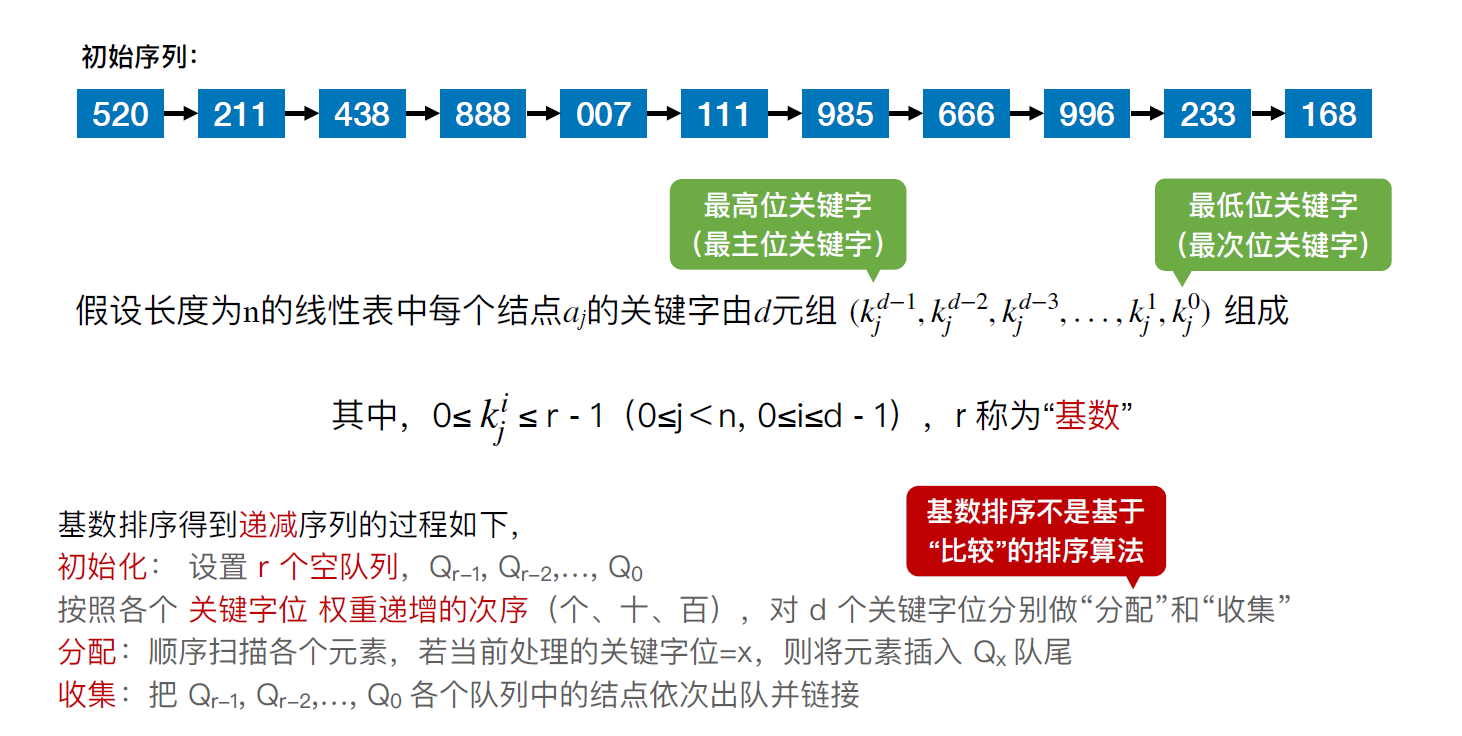 初始序列：
520 211 438 888 007 111 985 666 996 233 168
最高位关键字
（最主位关键字）
最低位关键字
（最次位关键字）
假设长度为n的线性表中每个结点aⱼ的关键字由d元组 (kⱼᵈ⁻¹, kⱼᵈ⁻², kⱼᵈ⁻³, . . . , kⱼ¹, kⱼ⁰) 组成
其中，0≤ kⱼⁱ ≤ r - 1（0≤j＜n, 0≤i≤d - 1），r 称为“基数”
基数排序不是基于
“比较”的排序算法
基数排序得到递减序列的过程如下，
初始化： 设置 r 个空队列，Qᵣ₋₁, Qᵣ₋₂,…, Q₀
按照各个 关键字位 权重递增的次序（个、十、百），对 d 个关键字位分别做“分配”和“收集”
分配：顺序扫描各个元素，若当前处理的关键字位=x，则将元素插入 Qₓ 队尾
收集：把 Qᵣ₋₁, Qᵣ₋₂,…, Q₀ 各个队列中的结点依次出队并链接